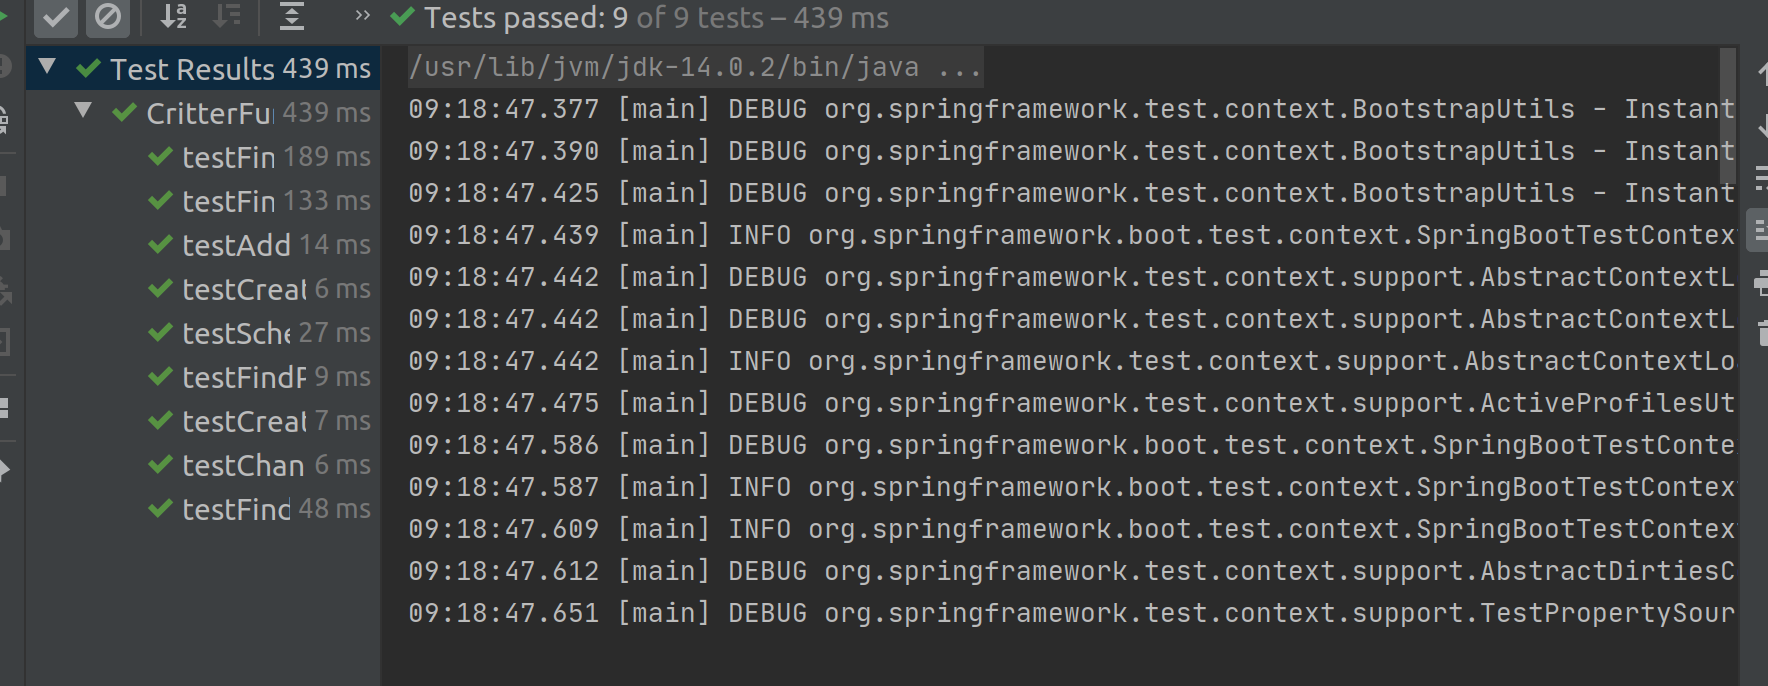 Tests passed: 9 of 9 tests – 439 ms
Test Results 439 ms
CritterFu 439 ms
testFin 189 ms
testFin 133 ms
testAdd 14 ms
testCreat 6 ms
testSche 27 ms
testFindP 9 ms
testCreat 7 ms
testChan 6 ms
testFind 48 ms
/usr/lib/jvm/jdk-14.0.2/bin/java ...
09:18:47.377 [main] DEBUG org.springframework.test.context.BootstrapUtils - Instant
09:18:47.390 [main] DEBUG org.springframework.test.context.BootstrapUtils - Instant
09:18:47.425 [main] DEBUG org.springframework.test.context.BootstrapUtils - Instant
09:18:47.439 [main] INFO org.springframework.boot.test.context.SpringBootTestContex
09:18:47.442 [main] DEBUG org.springframework.test.context.support.AbstractContextL
09:18:47.442 [main] DEBUG org.springframework.test.context.support.AbstractContextL
09:18:47.442 [main] INFO org.springframework.test.context.support.AbstractContextLo
09:18:47.475 [main] DEBUG org.springframework.test.context.support.ActiveProfilesUt
09:18:47.586 [main] DEBUG org.springframework.boot.test.context.SpringBootTestConte
09:18:47.587 [main] INFO org.springframework.boot.test.context.SpringBootTestContex
09:18:47.609 [main] INFO org.springframework.boot.test.context.SpringBootTestContex
09:18:47.612 [main] DEBUG org.springframework.test.context.support.AbstractDirtiesC
09:18:47.651 [main] DEBUG org.springframework.test.context.support.TestPropertySour